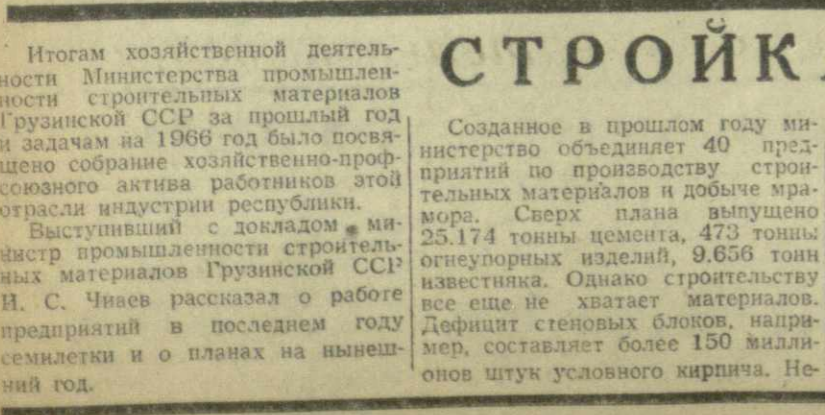 Итогам хозяйственной деятель-
ности Министерства промышлен-
ности строительных материалов
Грузинской ССР за прошлый год
и задачам на 1966 год было посвя-
щено собрание хозяйственно-проф-
союзного актива работников этой
отрасли индустрии республики.
Выступивший с докладом ми-
нистр промышленности строитель-
ных материалов Грузинской ССР
И. С. Чиаев рассказал о работе
предприятий в последнем году
семилетки и о планах на нынеш-
ний год.
СТРОЙК
Созданное в прошлом году ми-
нистерство объединяет 40 пред-
приятий по производству строи-
тельных материалов и добыче мра-
мора. Сверх плана выпущено
25.174 тонны цемента, 473 тонны
огнеупорных изделий, 9.656 тонн
известняка. Однако строительству
все еще не хватает материалов.
Дефицит стеновых блоков, напри-
мер, составляет более 150 милли-
онов штук условного кирпича. Не-